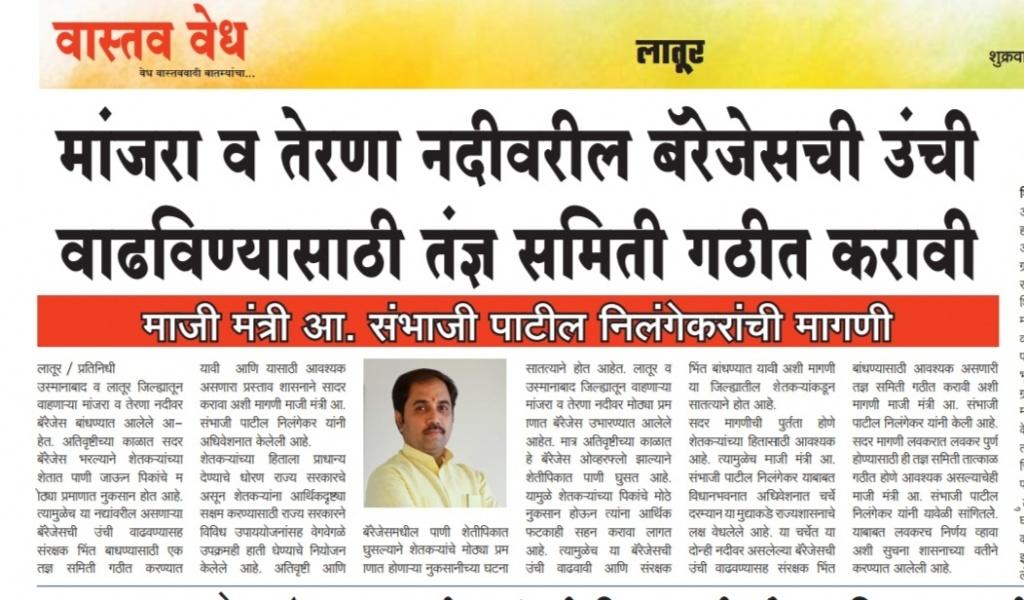 वास्तव वेध
वेध वास्तववादी बातम्यांचा...
लातूर
शुक्रवा
मांजरा व तेरणा नदीवरील बॅरेजेसची उंची
वाढविण्यासाठी तंज्ञ समिती गठीत करावी
माजी मंत्री आ. संभाजी पाटील निलंगेकरांची मागणी
लातूर / प्रतिनिधी
उस्मानाबाद व लातूर जिल्ह्यातून
वाहणाऱ्या मांजरा व तेरणा नदीवर
बॅरेजेस बांधण्यात आलेले आ-
हेत. अतिवृष्टीच्या काळात सदर
बॅरेजेस भरल्याने शेतकऱ्यांच्या
शेतात पाणी जाऊन पिकांचे म
ोठ्या प्रमाणात नुकसान होत आहे.
त्यामुळेच या नद्यांवरील असणाऱ्या
बॅरेजेसची उंची वाढवण्यासह
संरक्षक भिंत बाधण्यासाठी एक
तज्ञ समिती गठीत करण्यात
यावी आणि यासाठी आवश्यक
असणारा प्रस्ताव शासनाने सादर
करावा अशी मागणी माजी मंत्री आ.
संभाजी पाटील निलंगेकर यांनी
अधिवेशनात केलेली आहे.
शेतकऱ्यांच्या हिताला प्राधान्य
देण्याचे धोरण राज्य सरकारचे
असून शेतकऱ्यांना आर्थिकदृष्ट्या
सक्षम करण्यासाठी राज्य सरकारने
विविध उपाययोजनांसह वेगवेगळे
उपक्रमही हाती घेण्याचे नियोजन
केलेले आहे. अतिवृष्टी आणि
बॅरेजेसमधील पाणी शेतीपिकात
घुसल्याने शेतकऱ्यांचे मोठ्या प्रम
ाणात होणाऱ्या नुकसानीच्या घटना
सातत्याने होत आहेत. लातूर व
उस्मानाबाद जिल्ह्यातून वाहणाऱ्या
मांजरा व तेरणा नदीवर मोठ्या प्रम
ाणात बॅरेजेस उभारण्यात आलेले
आहेत. मात्र अतिवृष्टीच्या काळात
हे बॅरेजेस ओव्हरफ्लो झाल्याने
शेतीपिकात पाणी घुसत आहे.
यामुळे शेतकऱ्यांच्या पिकांचे मोठे
नुकसान होऊन त्यांना आर्थिक
फटकाही सहन करावा लागत
आहे. त्यामुळेच या बॅरेजेसची
उंची वाढवावी आणि संरक्षक
भिंत बांधण्यात यावी अशी मागणी
या जिल्ह्यातील शेतकऱ्यांकडून
सातत्याने होत आहे.
सदर मागणीची पुर्तता होणे
शेतकऱ्यांच्या हितासाठी आवश्यक
आहे. त्यामुळेच माजी मंत्री आ.
संभाजी पाटील निलंगेकर याबाबत
विधानभवनात अधिवेशनात चर्चे
दरम्यान या मुद्याकडे राज्यशासनाचे
लक्ष वेधलेले आहे. या चर्चेत या
दोन्ही नदीवर असलेल्या बॅरेजेसची
उंची वाढवण्यासह संरक्षक भिंत
बांधण्यासाठी आवश्यक असणारी
तज्ञ समिती गठीत करावी अशी
मागणी माजी मंत्री आ. संभाजी
पाटील निलंगेकर यांनी केली आहे.
सदर मागणी लवकरात लवकर पुर्ण
होण्यासाठी ही तज्ञ समिती तात्काळ
गठीत होणे आवश्यक असल्याचेही
माजी मंत्री आ. संभाजी पाटील
निलंगेकर यांनी यावेळी सांगितले.
याबाबत लवकरच निर्णय व्हावा
अशी सुचना शासनाच्या वतीने
करण्यात आलेली आहे.